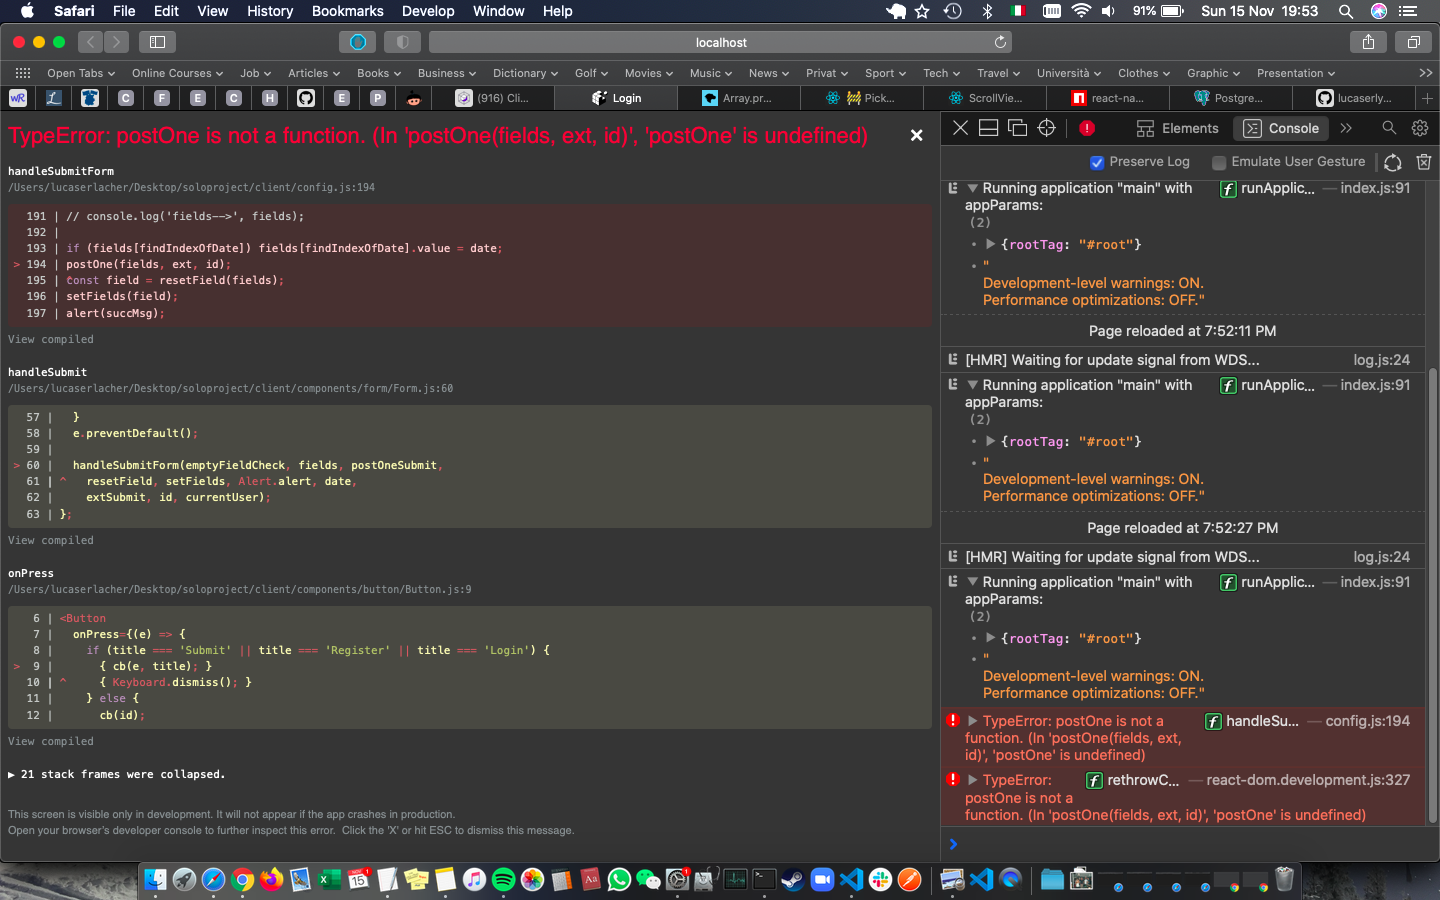 Safari File Edit View History Bookmarks Develop Window Help 91% Sun 15 Nov 19:53
localhost
Open Tabs Online Courses Job Articles Books Business Dictionary Golf Movies Music News Privat Sport Tech Travel Università Clothes Graphic Presentation
wR L C F E C H E P (916) Cli... Login Array.pr... Pick... ScrollVie... react-na... Postgre... lucaserly...
TypeError: postOne is not a function. (In 'postOne(fields, ext, id)', 'postOne' is undefined)
handleSubmitForm
/Users/lucaserlacher/Desktop/soloproject/client/config.js:194
191 | // console.log('fields-->', fields);
192 |
193 | if (fields[findIndexOfDate]) fields[findIndexOfDate].value = date;
> 194 | postOne(fields, ext, id);
195 | const field = resetField(fields);
196 | setFields(field);
197 | alert(succMsg);
View compiled
handleSubmit
/Users/lucaserlacher/Desktop/soloproject/client/components/form/Form.js:60
57 | }
58 | e.preventDefault();
59 |
> 60 | handleSubmitForm(emptyFieldCheck, fields, postOneSubmit,
61 | ^ resetField, setFields, Alert.alert, date,
62 | extSubmit, id, currentUser);
63 | };
View compiled
onPress
/Users/lucaserlacher/Desktop/soloproject/client/components/button/Button.js:9
6 | <Button
7 | onPress={(e) => {
8 | if (title === 'Submit' || title === 'Register' || title === 'Login') {
> 9 | { cb(e, title); }
10 | ^ { Keyboard.dismiss(); }
11 | } else {
12 | cb(id);
View compiled
▶ 21 stack frames were collapsed.
This screen is visible only in development. It will not appear if the app crashes in production.
Open your browser's developer console to further inspect this error. Click the 'X' or hit ESC to dismiss this message.
Elements Console
Preserve Log Emulate User Gesture
Running application "main" with runApplic... — index.js:91
appParams:
(2)
• ▶ {rootTag: "#root"}
• "
Development-level warnings: ON.
Performance optimizations: OFF."
Page reloaded at 7:52:11 PM
[HMR] Waiting for update signal from WDS... log.js:24
Running application "main" with runApplic... — index.js:91
appParams:
(2)
• ▶ {rootTag: "#root"}
• "
Development-level warnings: ON.
Performance optimizations: OFF."
Page reloaded at 7:52:27 PM
[HMR] Waiting for update signal from WDS... log.js:24
Running application "main" with runApplic... — index.js:91
appParams:
(2)
• ▶ {rootTag: "#root"}
• "
Development-level warnings: ON.
Performance optimizations: OFF."
TypeError: postOne is not a handleSu... — config.js:194
function. (In 'postOne(fields, ext,
id)', 'postOne' is undefined)
TypeError: rethrowC... — react-dom.development.js:327
postOne is not a
function. (In 'postOne(fields, ext, id)', 'postOne' is undefined)